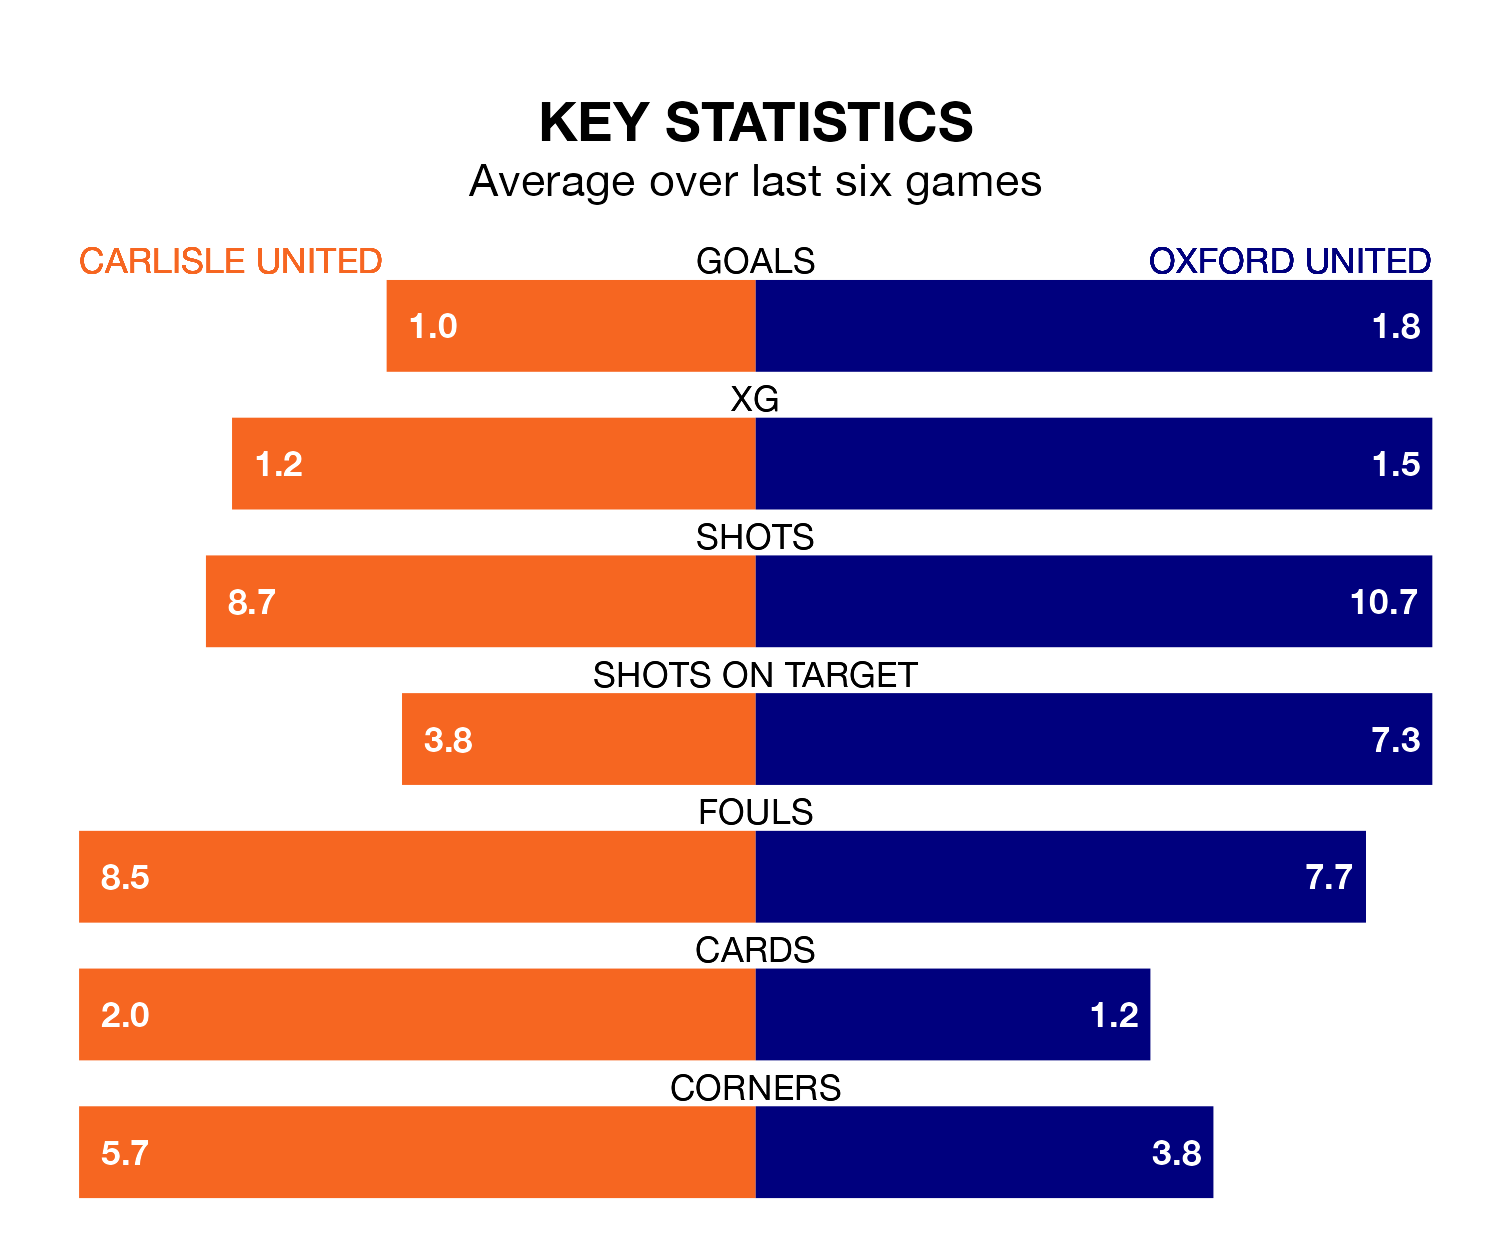 KEY STATISTICS
Average over last six games
CARLISLE UNITED GOALS OXFORD UNITED
1.0 1.8
XG
1.2 1.5
SHOTS
8.7 10.7
SHOTS ON TARGET
3.8 7.3
FOULS
8.5 7.7
CARDS
2.0 1.2
CORNERS
5.7 3.8